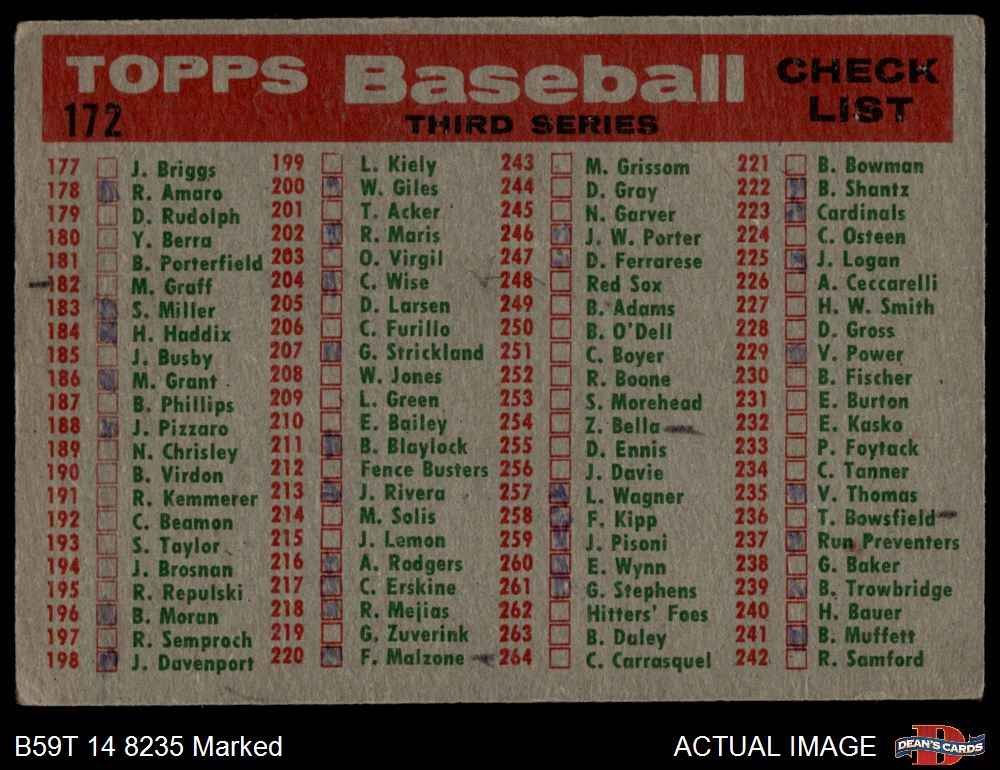 TOPPS Baseball CHECK LIST
172
THIRD SERIES
177 J. Briggs
178 R. Amaro
179 D. Rudolph
180 Y. Berra
181 B. Porterfield
182 M. Graff
183 S. Miller
184 H. Haddix
185 J. Busby
186 M. Grant
187 B. Phillips
188 J. Pizzaro
189 N. Chrisley
190 B. Virdon
191 R. Kemmerer
192 C. Beamon
193 S. Taylor
194 J. Brosnan
195 R. Repulski
196 B. Moran
197 R. Semproch
198 J. Davenport
199 L. Kiely
200 W. Giles
201 T. Acker
202 R. Maris
203 O. Virgil
204 C. Wise
205 D. Larsen
206 C. Furillo
207 G. Strickland
208 W. Jones
209 L. Green
210 E. Bailey
211 B. Blaylock
212 Fence Busters
213 J. Rivera
214 M. Solis
215 J. Lemon
216 A. Rodgers
217 C. Erskine
218 R. Mejias
219 G. Zuverink
220 F. Malzone
243 M. Grissom
244 D. Gray
245 N. Garver
246 J. W. Porter
247 D. Ferrarese
248 Red Sox
249 B. Adams
250 B. O'Dell
251 C. Boyer
252 R. Boone
253 S. Morehead
254 Z. Bella
255 D. Ennis
256 J. Davie
257 L. Wagner
258 F. Kipp
259 J. Pisoni
260 E. Wynn
261 G. Stephens
262 Hitters' Foes
263 B. Daley
264 C. Carrasquel
221 B. Bowman
222 B. Shantz
223 Cardinals
224 C. Osteen
225 J. Logan
226 A. Ceccarelli
227 H. W. Smith
228 D. Gross
229 V. Power
230 B. Fischer
231 E. Burton
232 E. Kasko
233 P. Foytack
234 C. Tanner
235 V. Thomas
236 T. Bowsfield
237 Run Preventers
238 G. Baker
239 B. Trowbridge
240 H. Bauer
241 B. Muffett
242 R. Samford
B59T 14 8235 Marked
ACTUAL IMAGE
DEAN'S CARDS